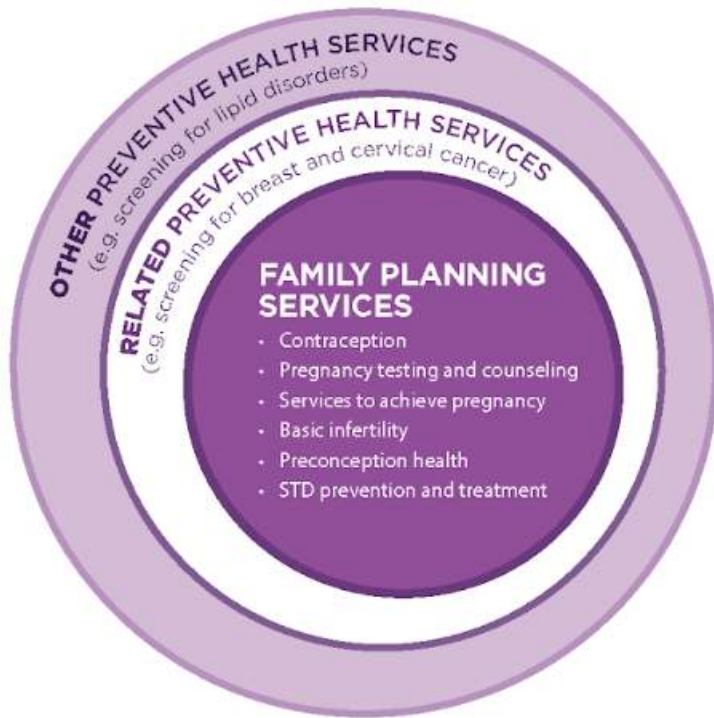 OTHER PREVENTIVE HEALTH SERVICES
(e.g. screening for lipid disorders)
RELATED PREVENTIVE HEALTH SERVICES
(e.g. screening for breast and cervical cancer)
FAMILY PLANNING
SERVICES
• Contraception
• Pregnancy testing and counseling
• Services to achieve pregnancy
• Basic infertility
• Preconception health
• STD prevention and treatment